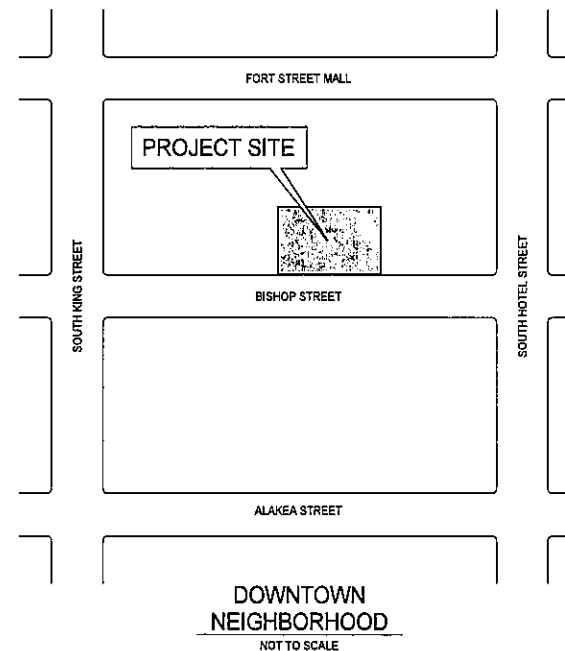 FORT STREET MALL
PROJECT SITE
SOUTH KING STREET
SOUTH HOTEL STREET
BISHOP STREET
ALAKEA STREET
DOWNTOWN
NEIGHBORHOOD
NOT TO SCALE